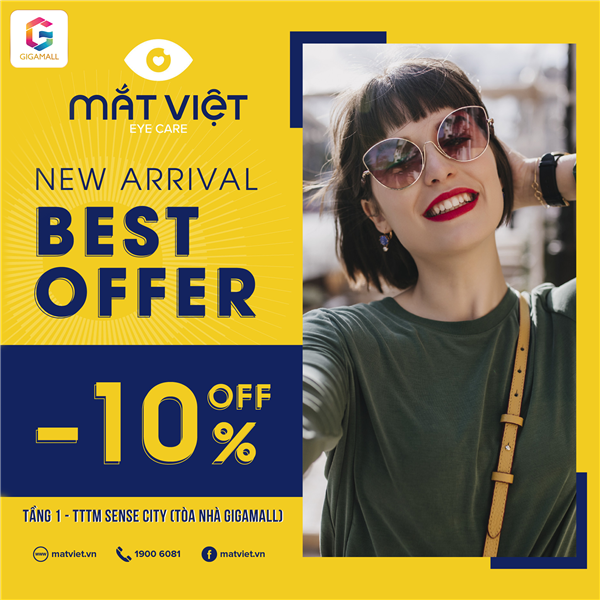 GIGAMALL
MẮT VIỆT
EYE CARE
NEW ARRIVAL
BEST
OFFER
-10% OFF
TẦNG 1 - TTTM SENSE CITY (TÒA NHÀ GIGAMALL)
matviet.vn 1900 6081 matviet.vn